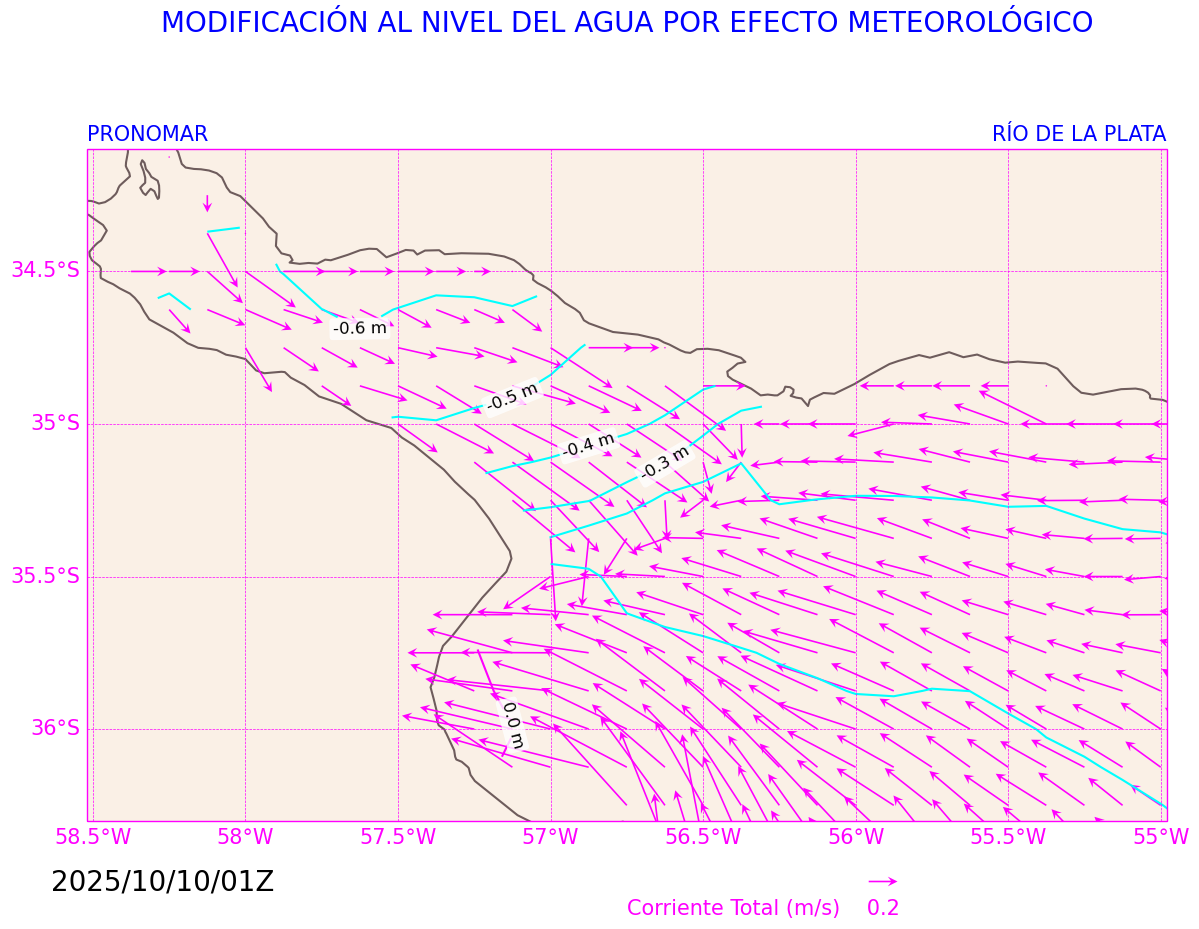 MODIFICACIÓN AL NIVEL DEL AGUA POR EFECTO METEOROLÓGICO
PRONOMAR
RÍO DE LA PLATA
34.5°S
-0.6 m
-0.5 m
35°S
-0.4 m
-0.3 m
35.5°S
0.0 m
36°S
58.5°W 58°W 57.5°W 57°W 56.5°W 56°W 55.5°W 55°W
2025/10/10/01Z
Corriente Total (m/s) 0.2